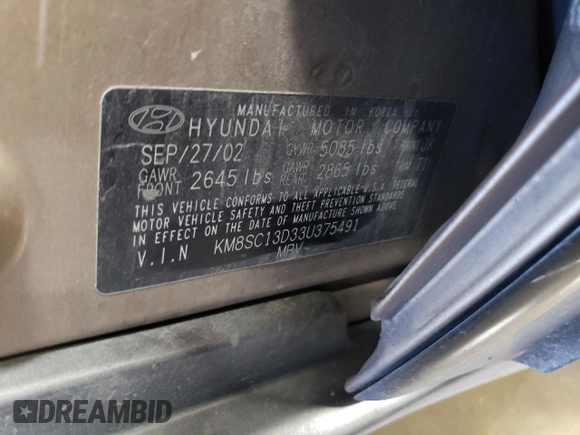 MANUFACTURED IN KOREA BY
HYUNDAI MOTOR COMPANY
SEP/27/02 GVWR 5085 lbs
GAWR FRONT 2645 lbs GAWR REAR 2865 lbs
THIS VEHICLE CONFORMS TO ALL APPLICABLE U.S.A. FEDERAL
MOTOR VEHICLE SAFETY AND THEFT PREVENTION STANDARDS
IN EFFECT ON THE DATE OF MANUFACTURE SHOWN ABOVE
V.I.N KM8SC13D33U375491
MPV
DREAMBID